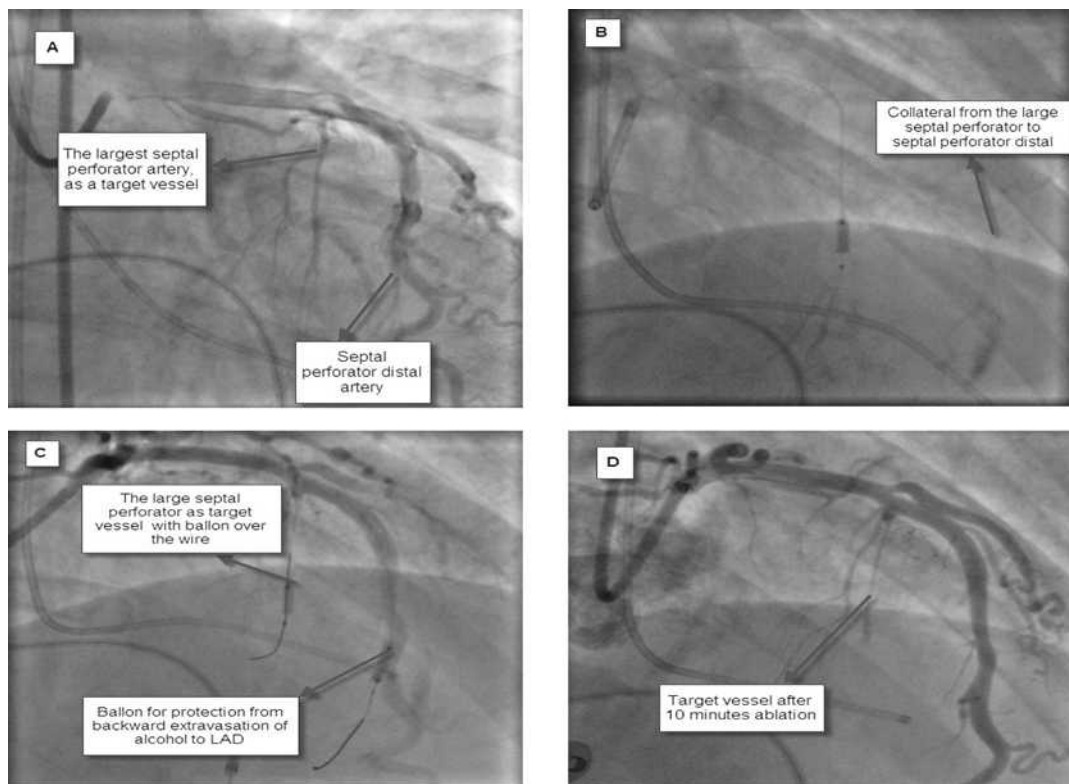 A
The largest septal
perforator artery,
as a target vessel
Septal
perforator distal
artery
B
Collateral from the large
septal perforator to
septal perforator distal
C
The large septal
perforator as target
vessel with ballon over
the wire
Ballon for protection from
backward extravasation of
alcohol to LAD
D
Target vessel after
10 minutes ablation